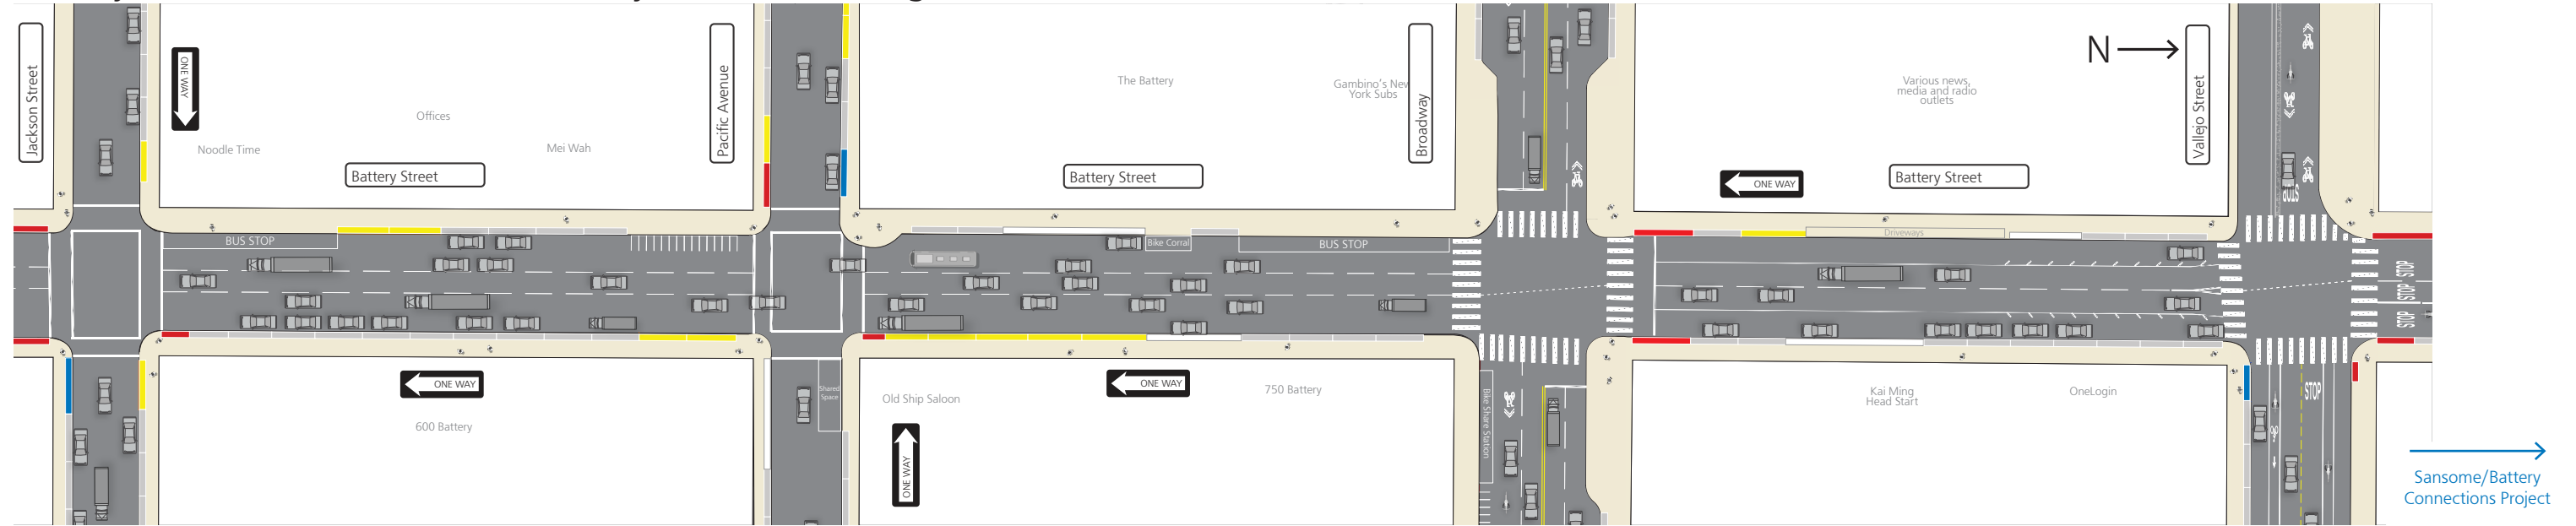 Jackson Street
ONE WAY
Offices
Noodle Time
Mei Wah
Battery Street
Pacific Avenue
The Battery
Gambino's New
York Subs
Battery Street
Broadway
Various news,
media and radio
outlets
N
Vallejo Street
ONE WAY
Battery Street
STOP
BUS STOP
Bike Corral
BUS STOP
Driveways
STOP
STOP
STOP
ONE WAY
600 Battery
Shared
Space
Old Ship Saloon
ONE WAY
ONE WAY
750 Battery
Bike Share Station
Kai Ming
Head Start
OneLogin
STOP
Sansome/Battery
Connections Project